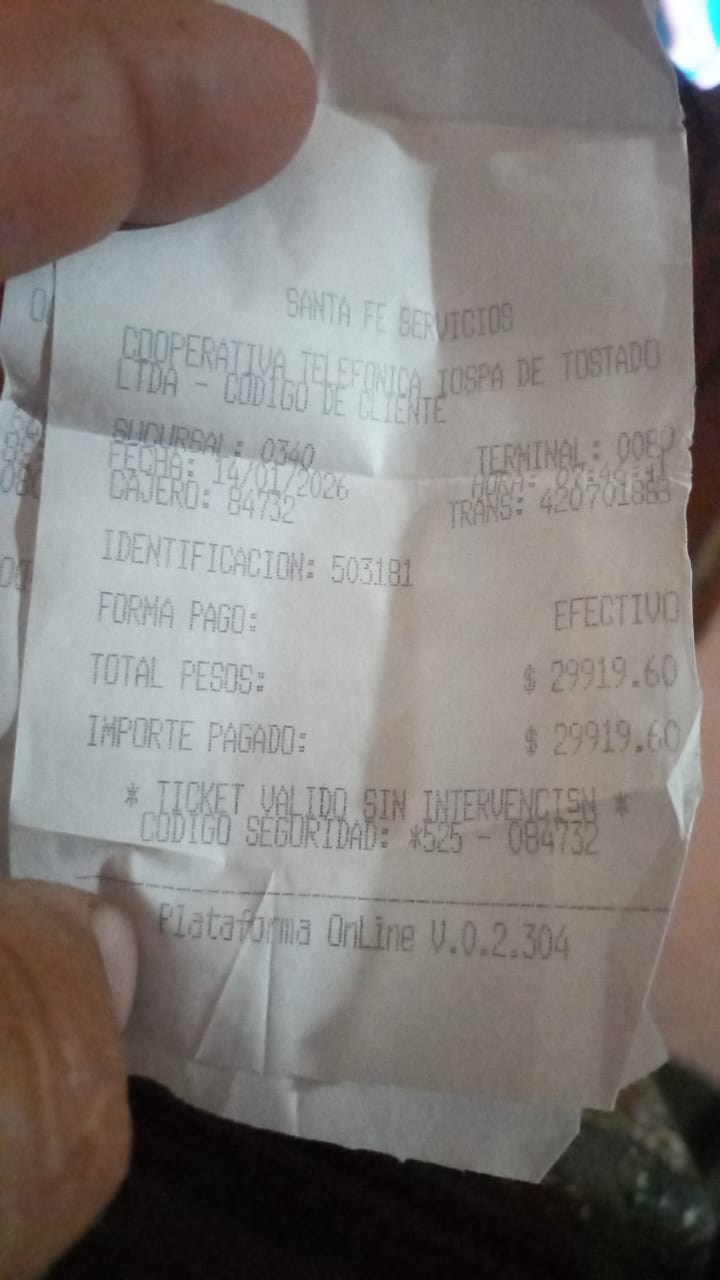 SANTA FE SERVICIOS
COOPERATIVA TELEFONICA IOSPA DE TOSTADO
LTDA - CODIGO DE CLIENTE
SUCURSAL: 0340 TERMINAL:
FECHA: 14/01/2026 HORA:
CAJERO: 84732 TRANS: 420701883
IDENTIFICACION: 503181
FORMA PAGO: EFECTIVO
TOTAL PESOS: $ 29919.60
IMPORTE PAGADO: $ 29919.60
* TICKET VALIDO SIN INTERVENCISN *
CODIGO SEGURIDAD: *525 - 084732
Plataforma OnLine V.0.2.304